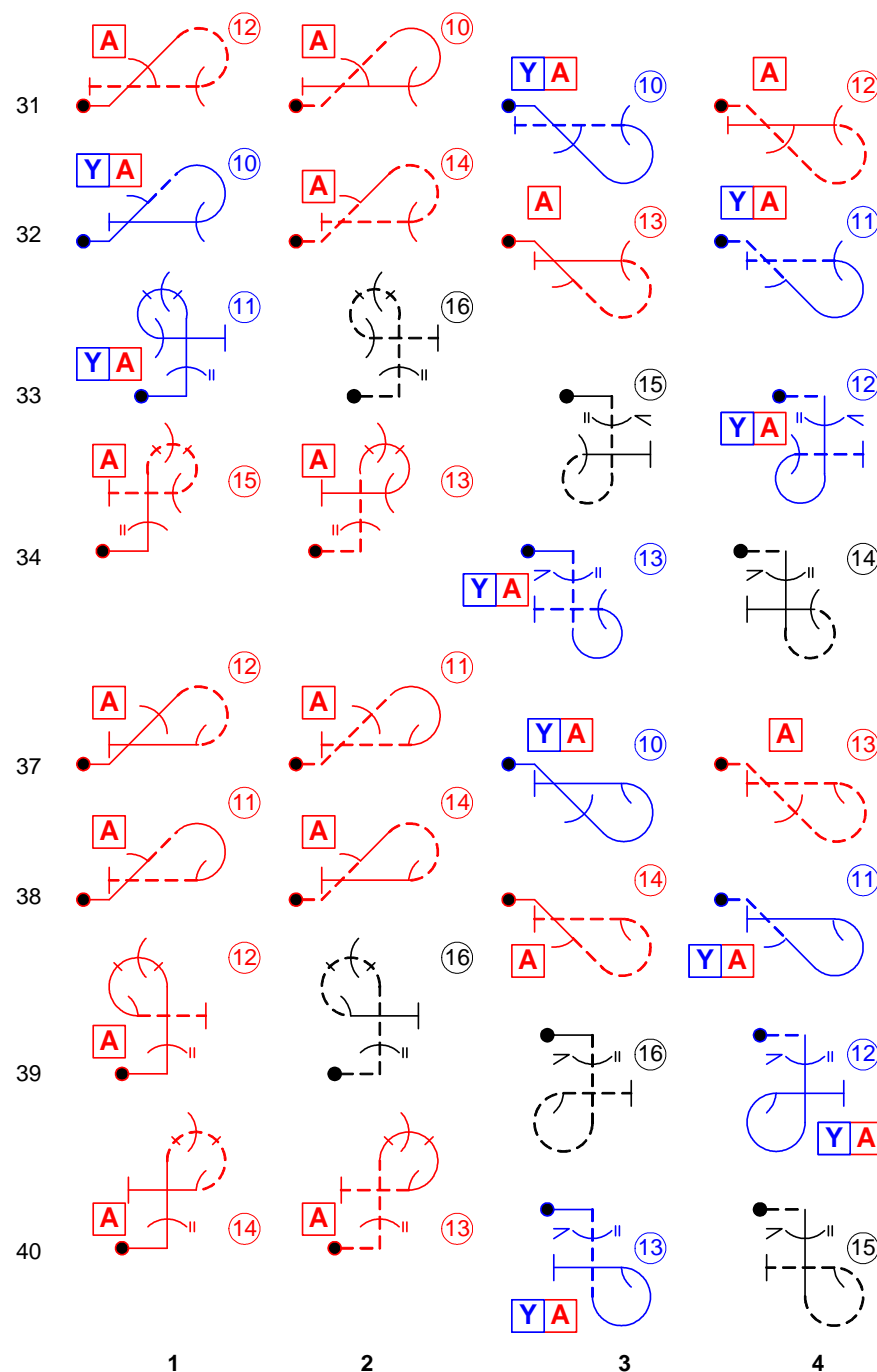 A 12 A 10 Y A 10 A 12
31
Y A 10 A 14 A 13 Y A 11
32
Y A 11 16 15 Y A 12
33
A 15 A 13 Y A 13 14
34
A 12 A 11 Y A 10 A 13
37
A 11 A 14 A 14 Y A 11
38
A 12 16 16 Y A 12
39
A 14 A 13 Y A 13 15
40
1 2 3 4